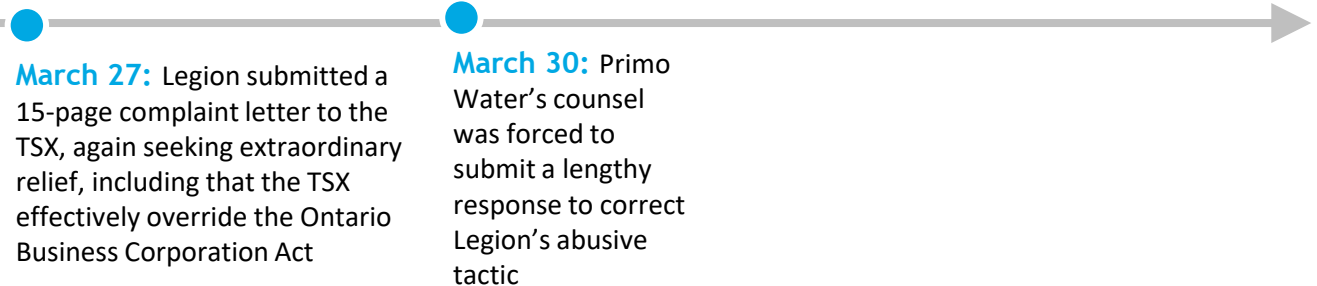 March 27: Legion submitted a
15-page complaint letter to the
TSX, again seeking extraordinary
relief, including that the TSX
effectively override the Ontario
Business Corporation Act
March 30: Primo
Water’s counsel
was forced to
submit a lengthy
response to correct
Legion’s abusive
tactic